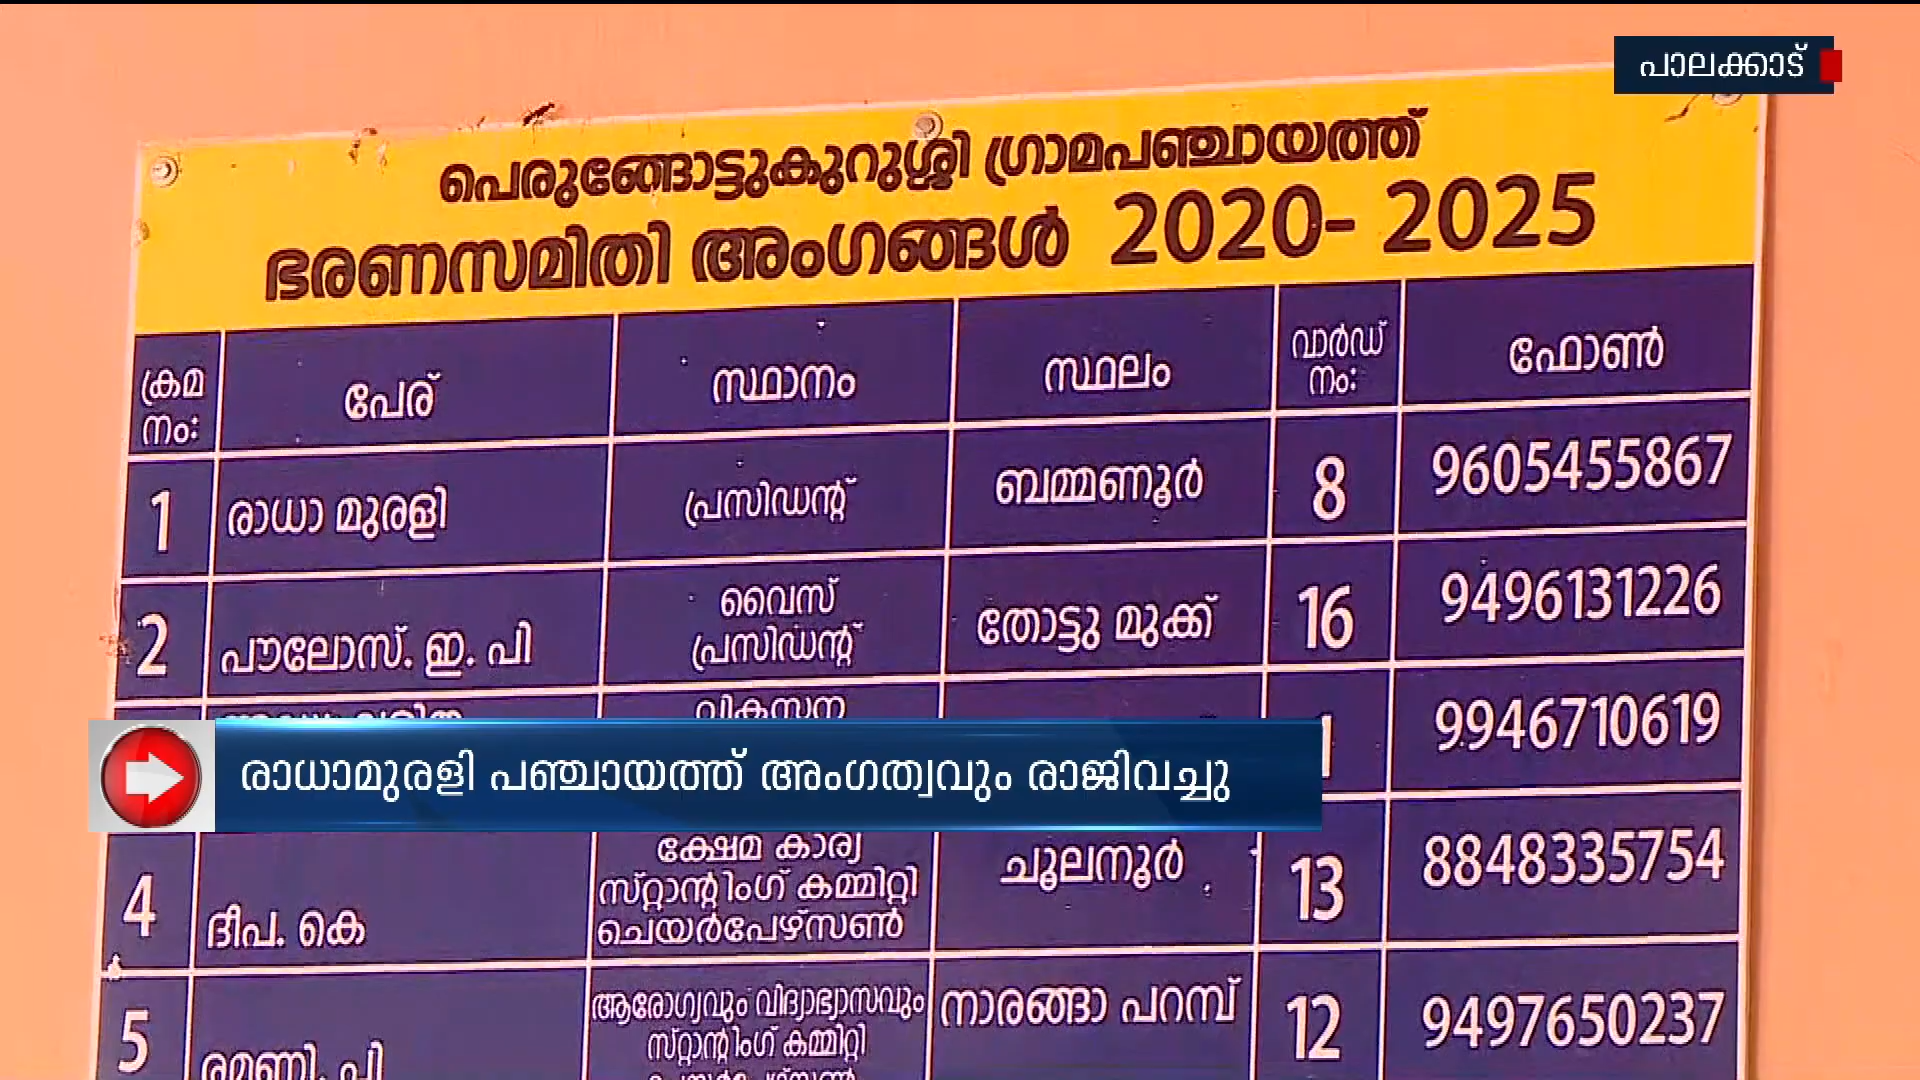 പാലക്കാട്
പെരുങ്ങോട്ടുകുറുശ്ശി ഗ്രാമപഞ്ചായത്ത്
ഭരണസമിതി അംഗങ്ങൾ 2020- 2025
ക്രമ നം: പേര് സ്ഥാനം സ്ഥലം വാർഡ് നം: ഫോൺ
1 രാധാ മുരളി പ്രസിഡന്റ് ബമ്മണൂർ 8 9605455867
2 പൗലോസ്. ഇ. പി വൈസ് പ്രസിഡന്റ് തോട്ടു മുക്ക് 16 9496131226
വികസന 9946710619
രാധാമുരളി പഞ്ചായത്ത് അംഗത്വവും രാജിവച്ചു
4 ദീപ. കെ ക്ഷേമ കാര്യ സ്റ്റാന്റിംഗ് കമ്മിറ്റി ചെയർപേഴ്സൺ ചൂലനൂർ 13 8848335754
5 രമണി. പി ആരോഗ്യവും വിദ്യാഭ്യാസവും സ്റ്റാന്റിംഗ് കമ്മിറ്റി നാരങ്ങാ പറമ്പ് 12 9497650237